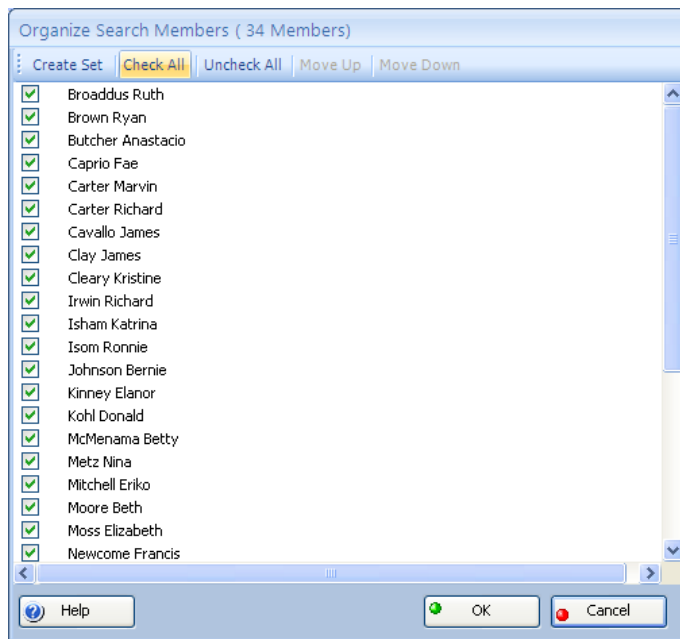 Organize Search Members ( 34 Members)
Create Set Check All Uncheck All Move Up Move Down
Broaddus Ruth
Brown Ryan
Butcher Anastacio
Caprio Fae
Carter Marvin
Carter Richard
Cavallo James
Clay James
Cleary Kristine
Irwin Richard
Isham Katrina
Isom Ronnie
Johnson Bernie
Kinney Elanor
Kohl Donald
McMenama Betty
Metz Nina
Mitchell Eriko
Moore Beth
Moss Elizabeth
Newcome Francis
Help OK Cancel